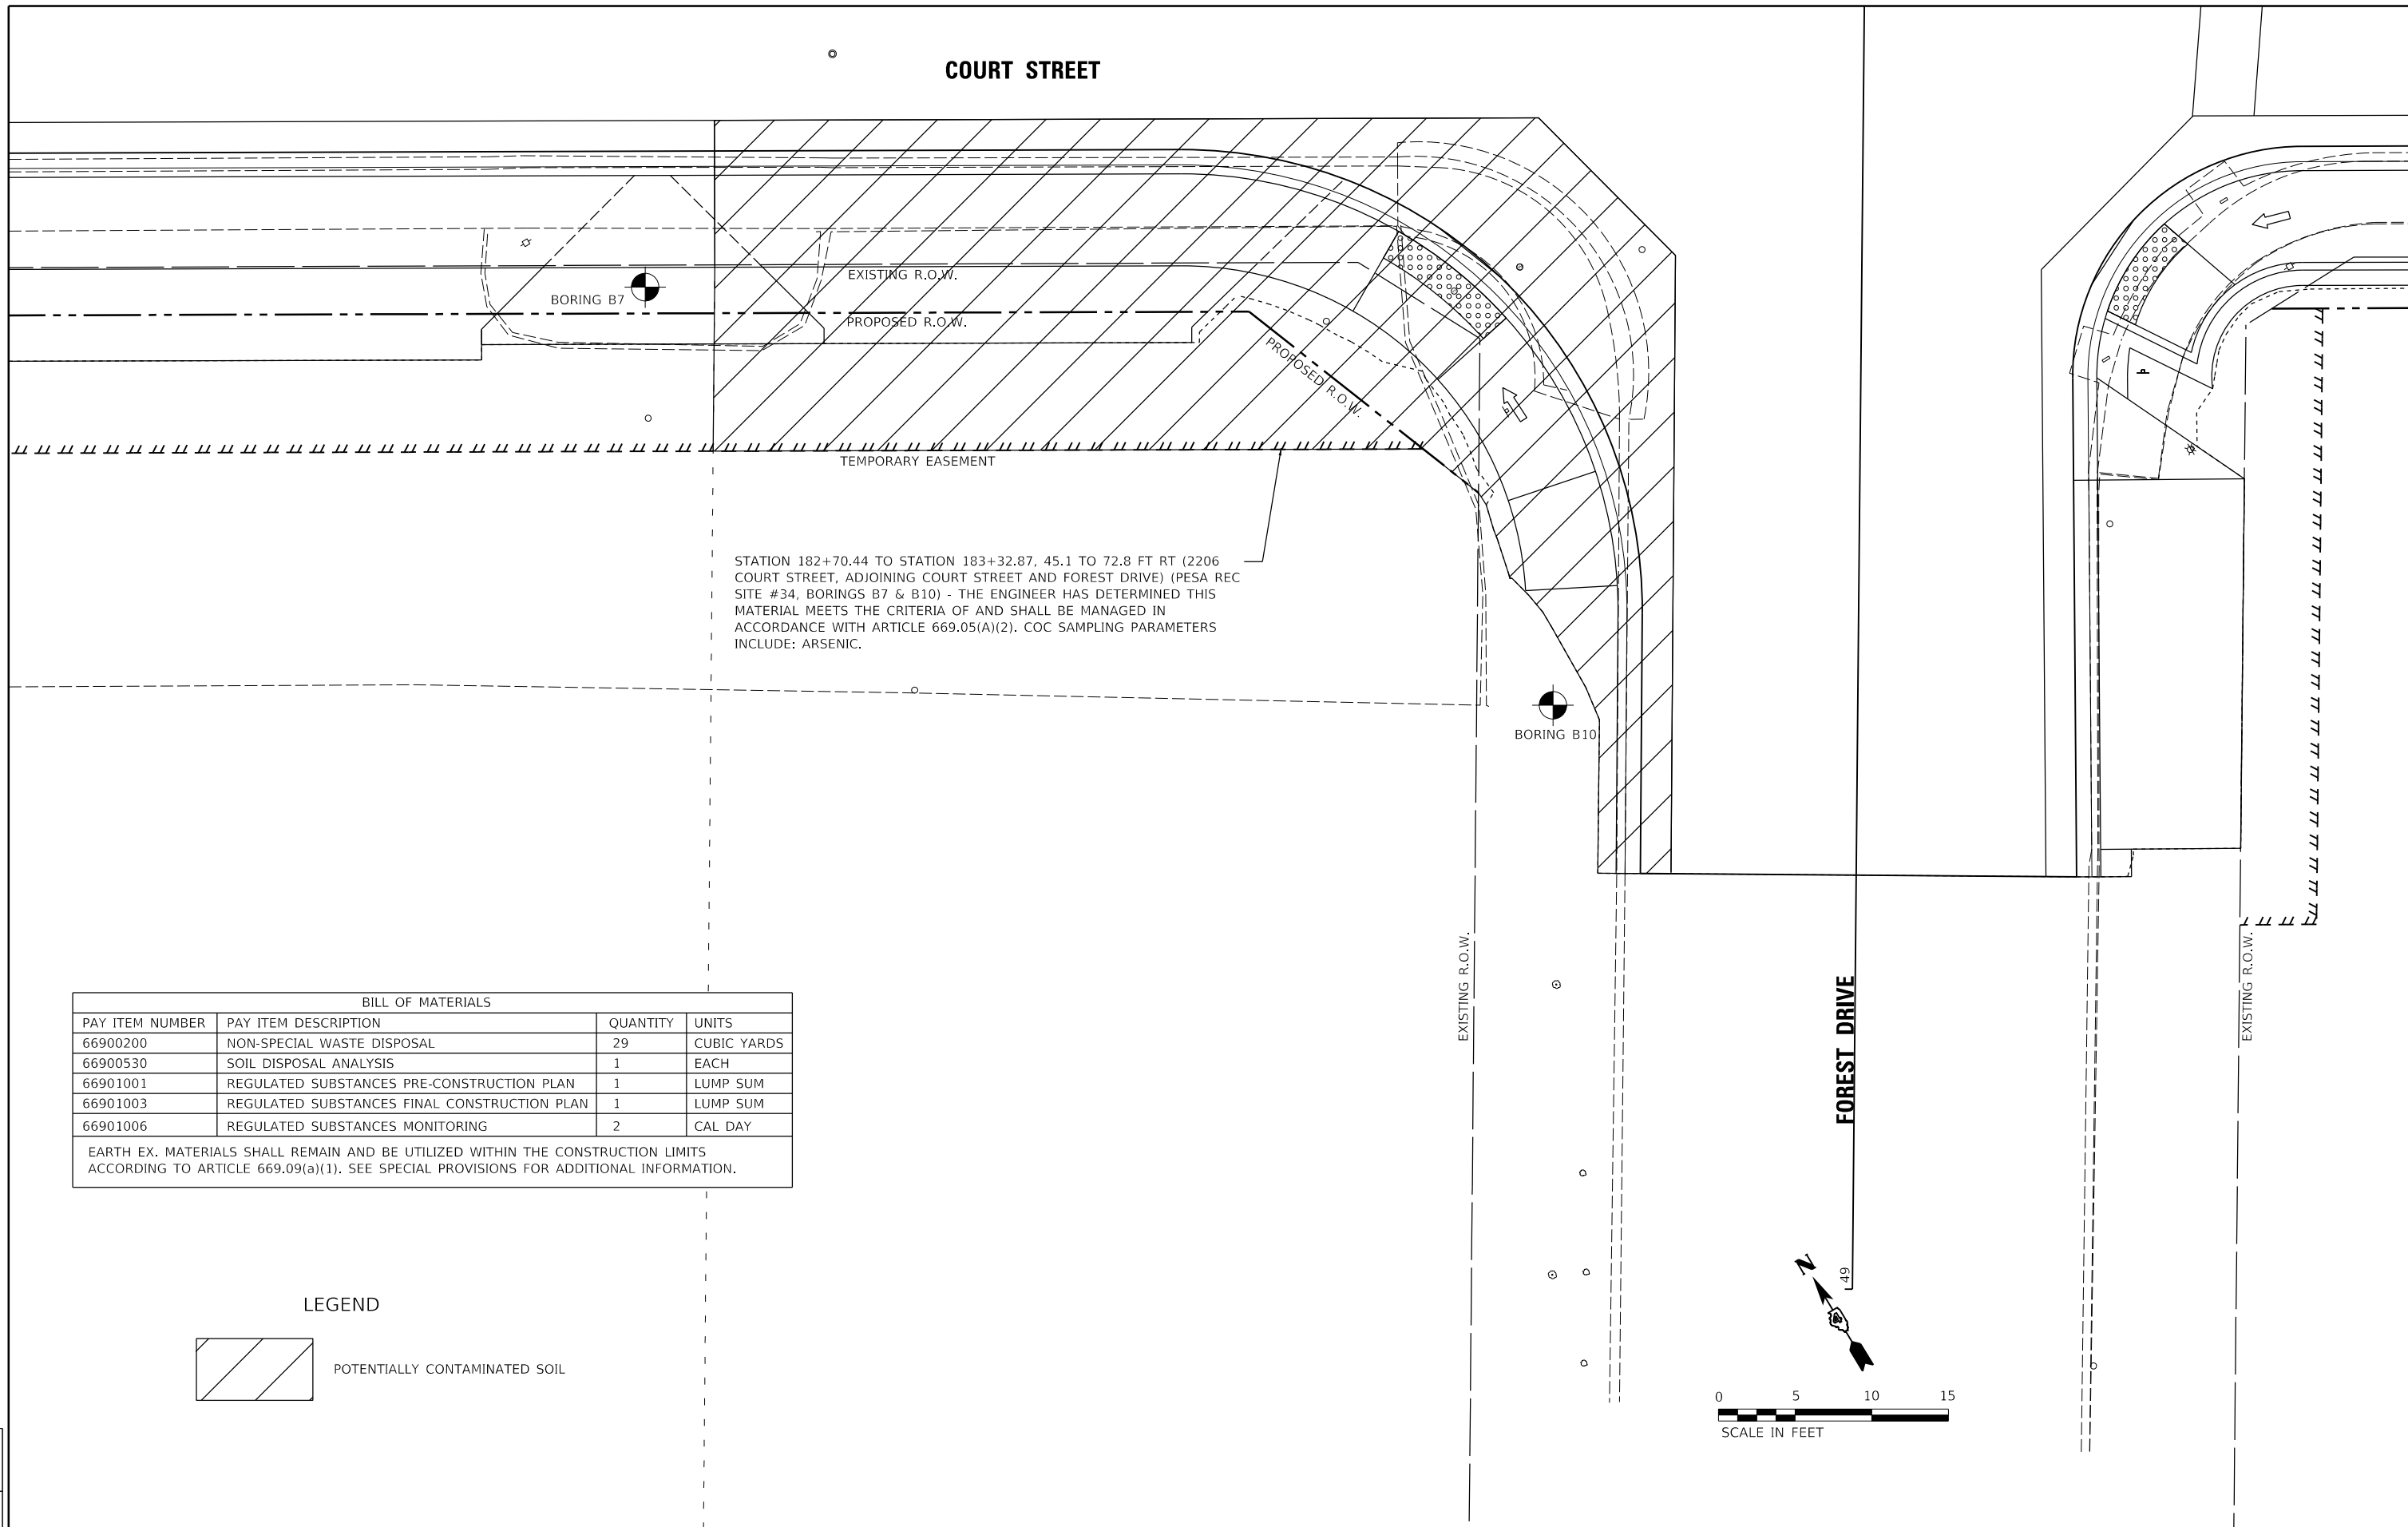 COURT STREET
EXISTING R.O.W.
BORING B7
PROPOSED R.O.W.
PROPOSED R.O.W.
TEMPORARY EASEMENT
STATION 182+70.44 TO STATION 183+32.87, 45.1 TO 72.8 FT RT (2206
COURT STREET, ADJOINING COURT STREET AND FOREST DRIVE) (PESA REC
SITE #34, BORINGS B7 & B10) - THE ENGINEER HAS DETERMINED THIS
MATERIAL MEETS THE CRITERIA OF AND SHALL BE MANAGED IN
ACCORDANCE WITH ARTICLE 669.05(A)(2). COC SAMPLING PARAMETERS
INCLUDE: ARSENIC.
BORING B10
EXISTING R.O.W.
FOREST DRIVE
EXISTING R.O.W.
BILL OF MATERIALS
PAY ITEM NUMBER PAY ITEM DESCRIPTION QUANTITY UNITS
66900200 NON-SPECIAL WASTE DISPOSAL 29 CUBIC YARDS
66900530 SOIL DISPOSAL ANALYSIS 1 EACH
66901001 REGULATED SUBSTANCES PRE-CONSTRUCTION PLAN 1 LUMP SUM
66901003 REGULATED SUBSTANCES FINAL CONSTRUCTION PLAN 1 LUMP SUM
66901006 REGULATED SUBSTANCES MONITORING 2 CAL DAY
EARTH EX. MATERIALS SHALL REMAIN AND BE UTILIZED WITHIN THE CONSTRUCTION LIMITS
ACCORDING TO ARTICLE 669.09(a)(1). SEE SPECIAL PROVISIONS FOR ADDITIONAL INFORMATION.
N
49
LEGEND
POTENTIALLY CONTAMINATED SOIL
0 5 10 15
SCALE IN FEET